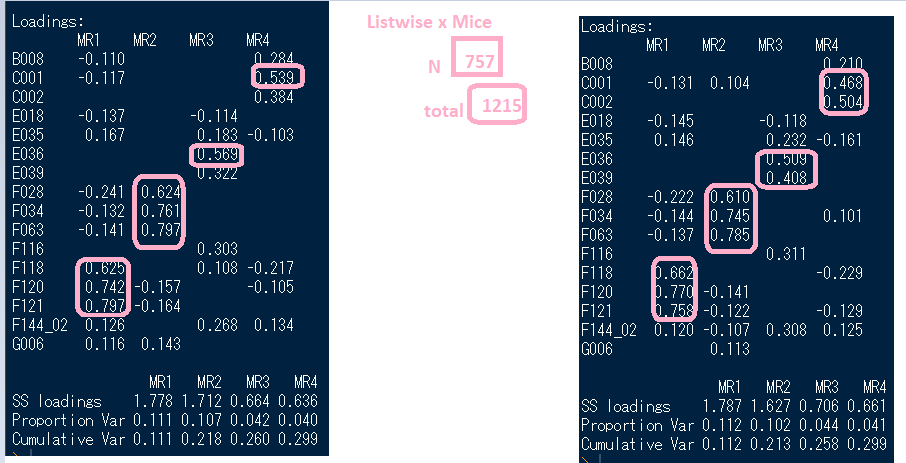 Loadings:
MR1 MR2 MR3 MR4
B008 -0.110 0.284
C001 -0.117 0.539
C002 0.384
E018 -0.137 -0.114
E035 0.167 0.183 -0.103
E036 0.569
E039 0.322
F028 -0.241 0.624
F034 -0.132 0.761
F063 -0.141 0.797
F116 0.303
F118 0.625 0.108 -0.217
F120 0.742 -0.157 -0.105
F121 0.797 -0.164
F144_02 0.126 0.268 0.134
G006 0.116 0.143
MR1 MR2 MR3 MR4
SS loadings 1.778 1.712 0.664 0.636
Proportion Var 0.111 0.107 0.042 0.040
Cumulative Var 0.111 0.218 0.260 0.299
>
Listwise x Mice
N 757
total 1215
Loadings:
MR1 MR2 MR3 MR4
B008 0.210
C001 -0.131 0.104 0.468
C002 0.504
E018 -0.145 -0.118
E035 0.146 0.232 -0.161
E036 0.509
E039 0.408
F028 -0.222 0.610
F034 -0.144 0.745 0.101
F063 -0.137 0.785
F116 0.311
F118 0.662 -0.229
F120 0.770 -0.141
F121 0.758 -0.122 -0.129
F144_02 0.120 -0.107 0.308 0.125
G006 0.113
MR1 MR2 MR3 MR4
SS loadings 1.787 1.627 0.706 0.661
Proportion Var 0.112 0.102 0.044 0.041
Cumulative Var 0.112 0.213 0.258 0.299